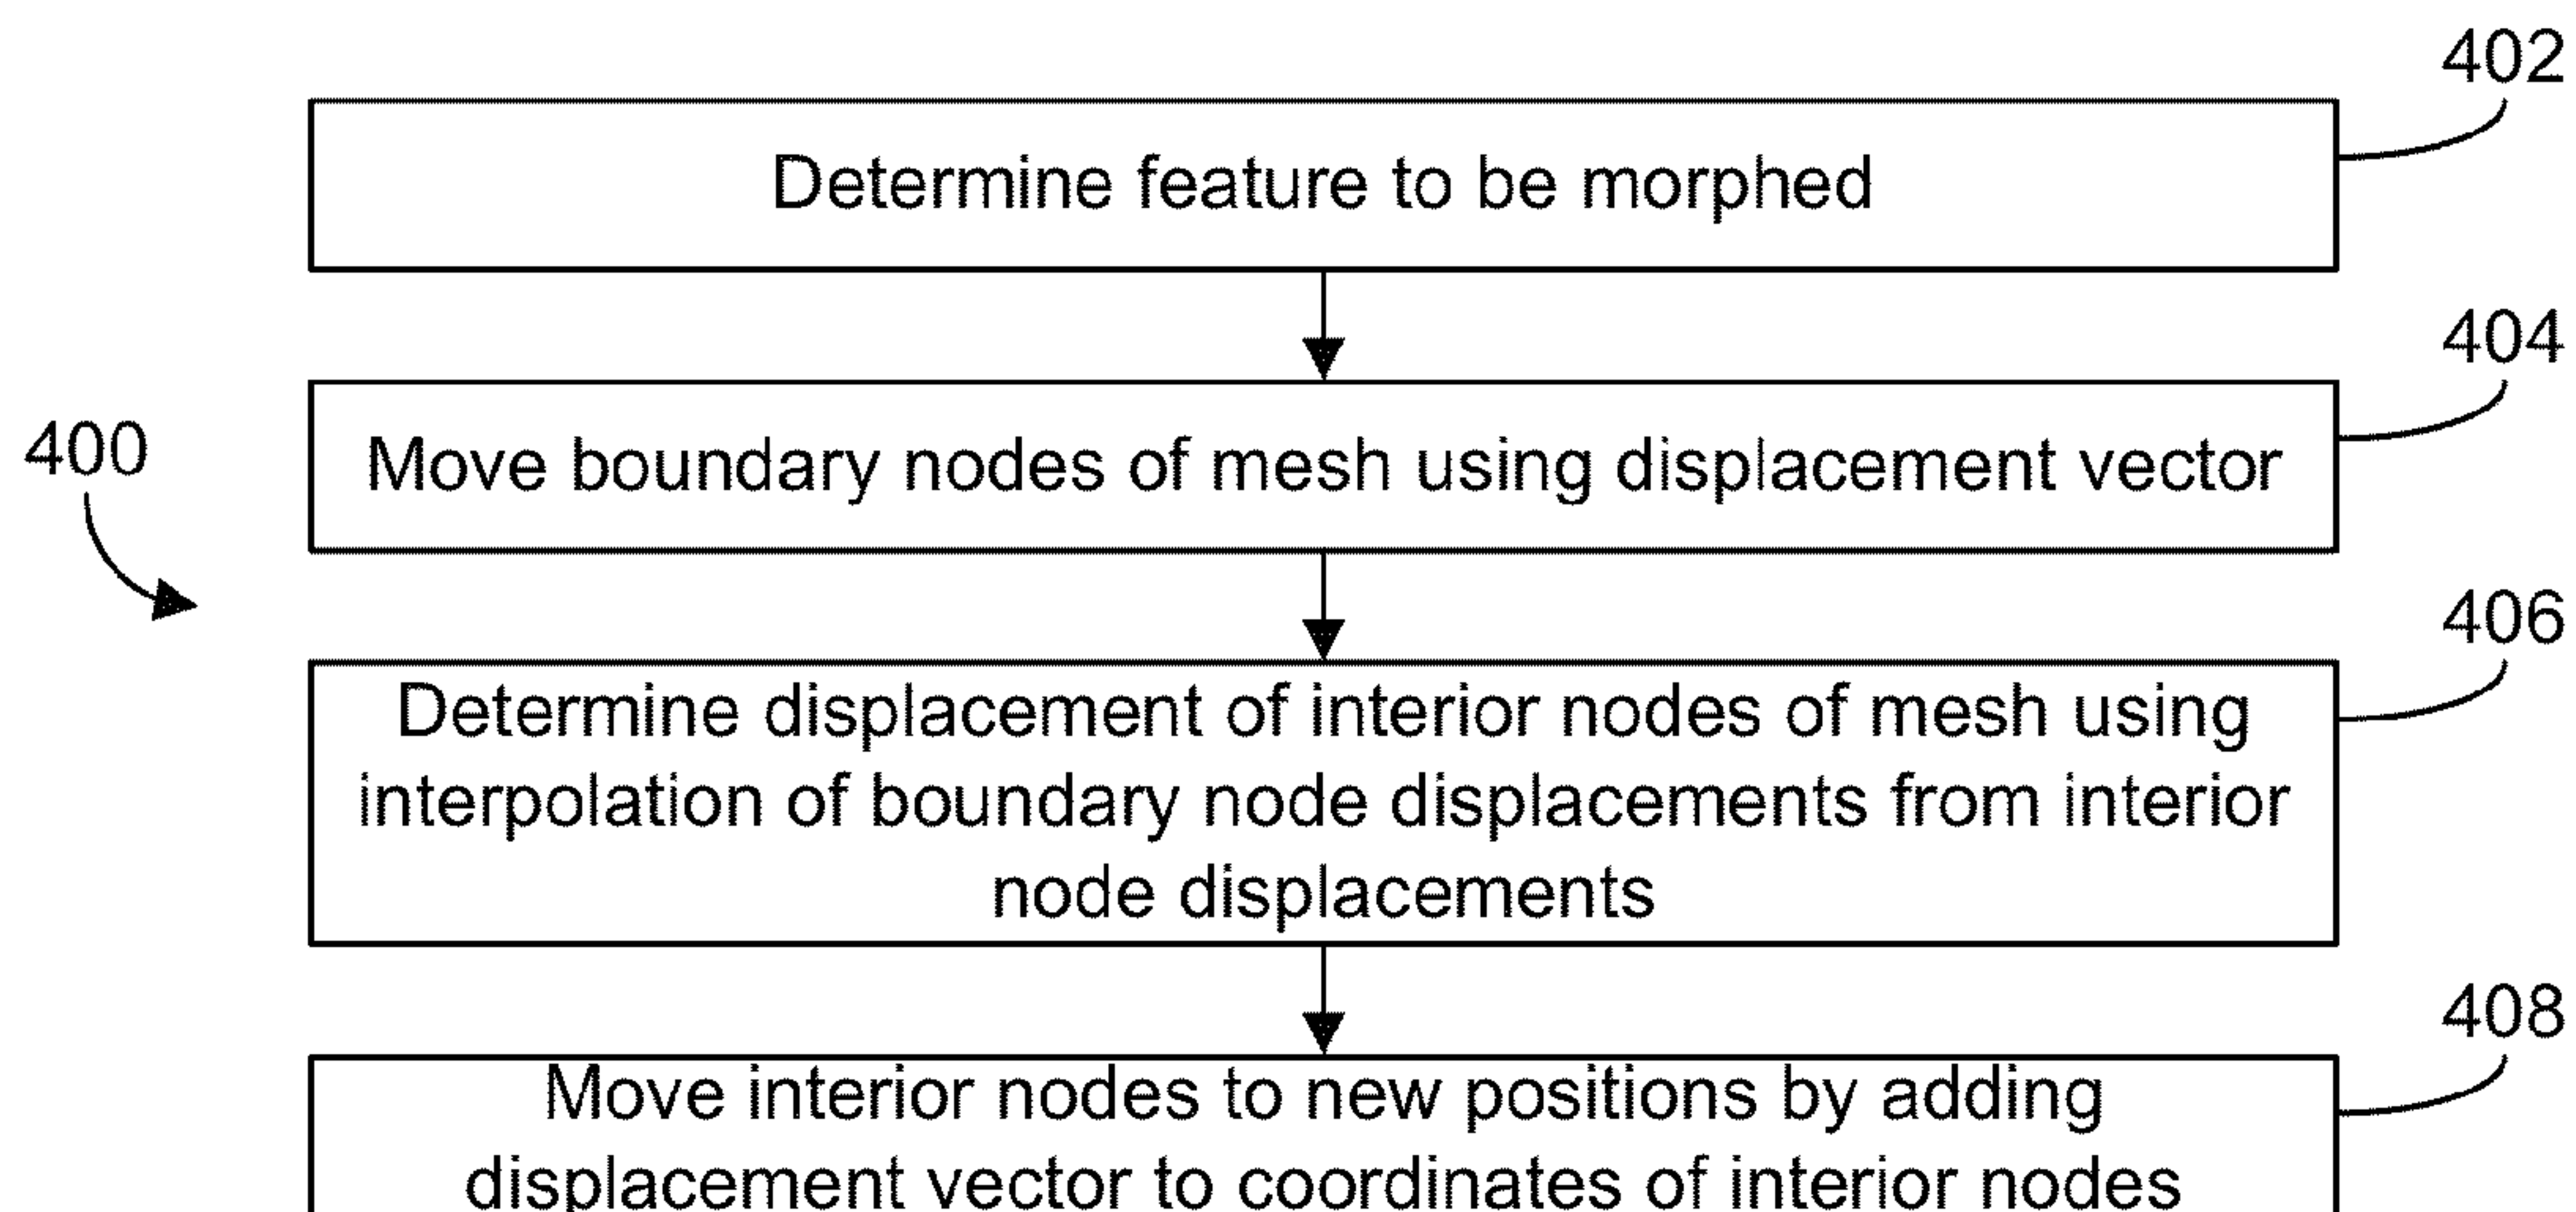 402
Determine feature to be morphed
404
Move boundary nodes of mesh using displacement vector
400
406
Determine displacement of interior nodes of mesh using
interpolation of boundary node displacements from interior
node displacements
408
Move interior nodes to new positions by adding
displacement vector to coordinates of interior nodes